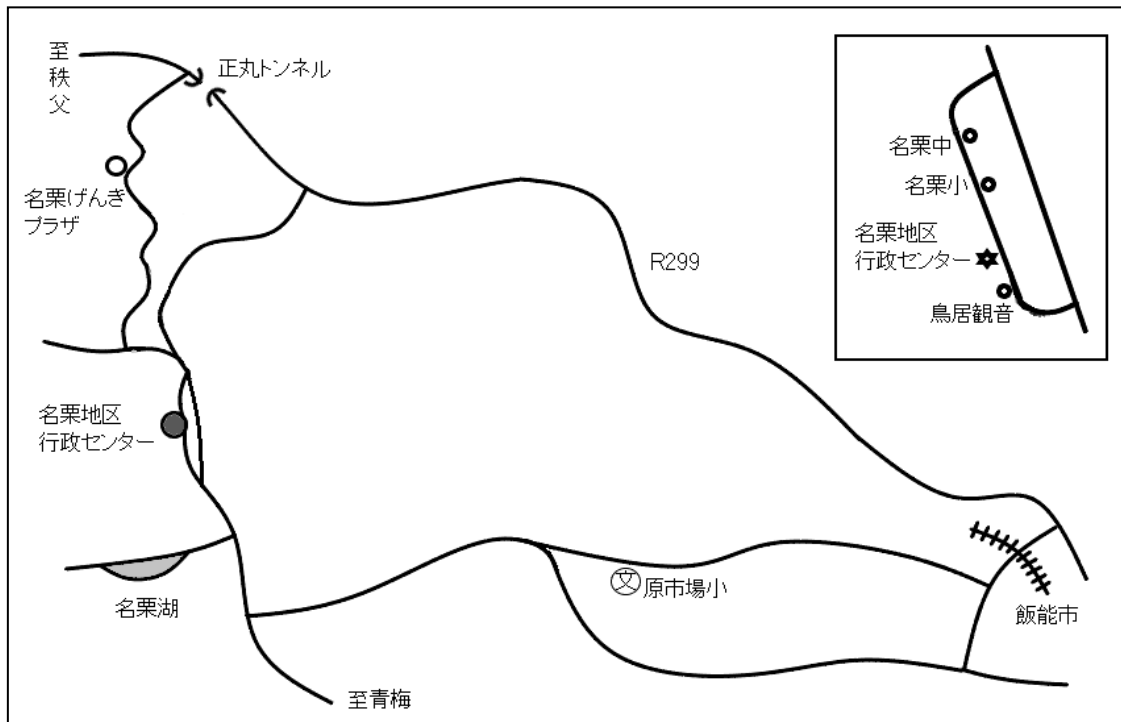 至秩父
正丸トンネル
名栗げんき
プラザ
R299
名栗地区
行政センター
名栗湖
文
原市場小
飯能市
至青梅
名栗中
名栗小
名栗地区
行政センター
鳥居観音